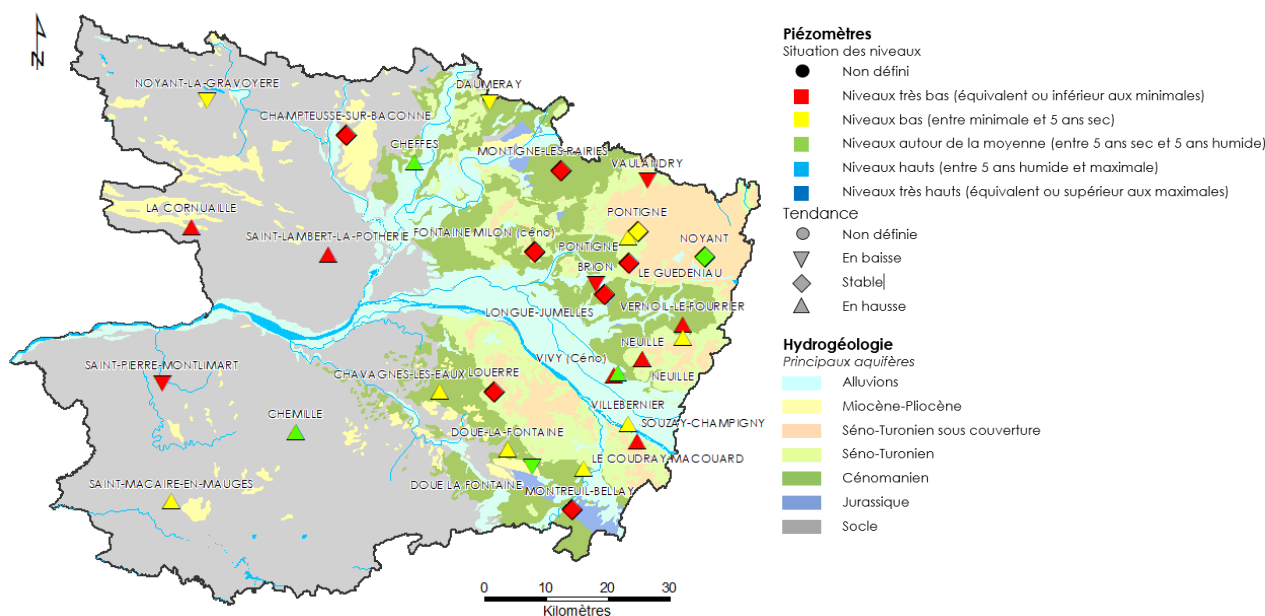 N
NOYANT-LA-GRAVOYERE
DAUMERAY
CHAMPTEUSSE-SUR-BACONNE
CHEFFES
MONTIGNE-LES-RAIRIES
VAULANDRY
LA CORNUAILLE
PONTIGNE
SAINT-LAMBERT-LA-POTHERIE
FONTAINE MILON (céno)
PONTIGNE
NOYANT
BRION
LE GUEDENIAU
LONGUE-JUMELLES
VERNOIL-LE-FOURRIER
NEUILLE
SAINT-PIERRE-MONTLIMART
CHAVAGNES-LES-EAUX
LOUERRE
VIVY (Céno)
NEUILLE
CHEMILLE
VILLEBERNIER
SOUZAY-CHAMPIGNY
DOUE-LA-FONTAINE
LE COUDRAY-MACOUARD
SAINT-MACAIRE-EN-MAUGES
DOUE LA FONTAINE
MONTREUIL-BELLAY
0 10 20 30
Kilomètres
Piézomètres
Situation des niveaux
Non défini
Niveaux très bas (équivalent ou inférieur aux minimales)
Niveaux bas (entre minimale et 5 ans sec)
Niveaux autour de la moyenne (entre 5 ans sec et 5 ans humide)
Niveaux hauts (entre 5 ans humide et maximale)
Niveaux très hauts (équivalent ou supérieur aux maximales)
Tendance
Non définie
En baisse
Stable
En hausse
Hydrogéologie
Principaux aquifères
Alluvions
Miocène-Pliocène
Séno-Turonien sous couverture
Séno-Turonien
Cénomanien
Jurassique
Socle